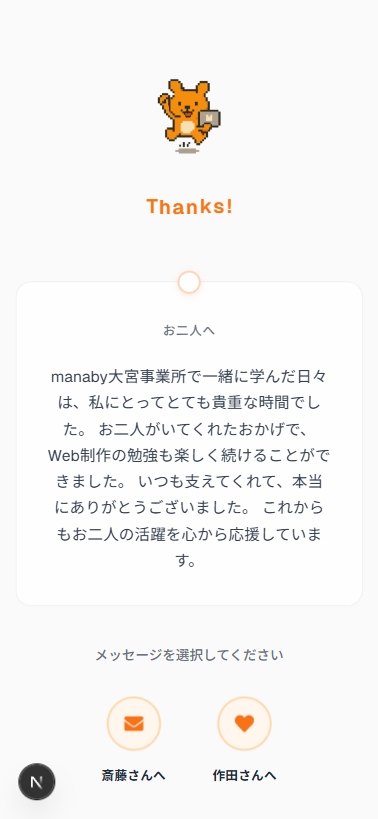 M
Thanks!
お二人へ
manaby大宮事業所で一緒に学んだ日々
は、私にとってとても貴重な時間でし
た。 お二人がいてくれたおかげで、
Web制作の勉強も楽しく続けることがで
きました。 いつも支えてくれて、本当
にありがとうございました。 これから
もお二人の活躍を心から応援していま
す。
メッセージを選択してください
斎藤さんへ
作田さんへ
N